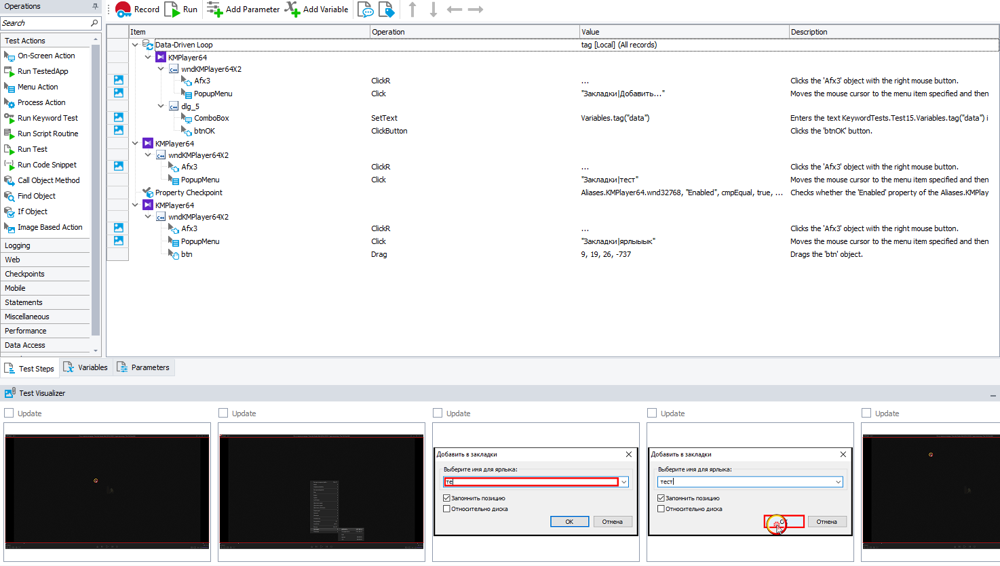 Operations
Search
Test Actions
On-Screen Action
Run TestedApp
Menu Action
Process Action
Run Keyword Test
Run Script Routine
Run Test
Run Code Snippet
Call Object Method
Find Object
If Object
Image Based Action
Logging
Web
Checkpoints
Mobile
Statements
Miscellaneous
Performance
Data Access
Record Run Add Parameter Add Variable
Item Operation Value Description
Data-Driven Loop tag [Local] (All records)
KMPlayer64
wndKMPlayer64X2
Afx3 ClickR ... Clicks the 'Afx3' object with the right mouse button.
PopupMenu Click "Закладки|Добавить..." Moves the mouse cursor to the menu item specified and then
dlg_5
ComboBox SetText Variables.tag("data") Enters the text KeywordTests.Test15.Variables.tag("data") i
btnOK ClickButton Clicks the 'btnOK' button.
KMPlayer64
wndKMPlayer64X2
Afx3 ClickR ... Clicks the 'Afx3' object with the right mouse button.
PopupMenu Click "Закладки|тест" Moves the mouse cursor to the menu item specified and then
Property Checkpoint Aliases.KMPlayer64.wnd32768, "Enabled", cmpEqual, true, ... Checks whether the 'Enabled' property of the Aliases.KMPlay
KMPlayer64
wndKMPlayer64X2
Afx3 ClickR ... Clicks the 'Afx3' object with the right mouse button.
PopupMenu Click "Закладки|ярлыыык" Moves the mouse cursor to the menu item specified and then
btn Drag 9, 19, 26, -737 Drags the 'btn' object.
Test Steps Variables Parameters
Test Visualizer
Update Update Update Update Update
Добавить в закладки
Выберите имя для ярлыка:
те
Запомнить позицию
Относительно диска
OK Отмена
Добавить в закладки
Выберите имя для ярлыка:
тест
Запомнить позицию
Относительно диска
Отмена